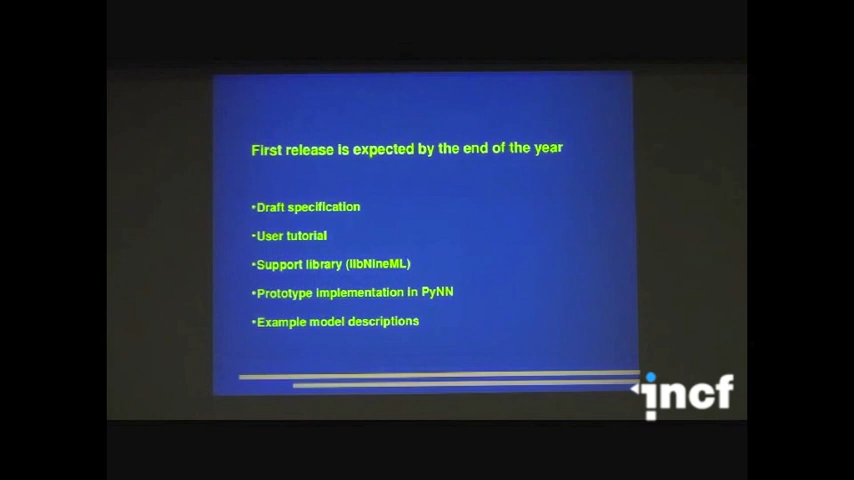 First release is expected by the end of the year
•Draft specification
•User tutorial
•Support library (libNineML)
•Prototype implementation in PyNN
•Example model descriptions
incf